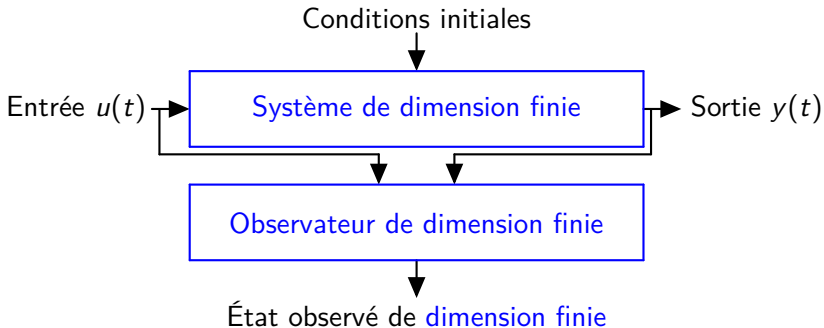 Conditions initiales
Entrée u(t)
Système de dimension finie
Sortie y(t)
Observateur de dimension finie
État observé de dimension finie